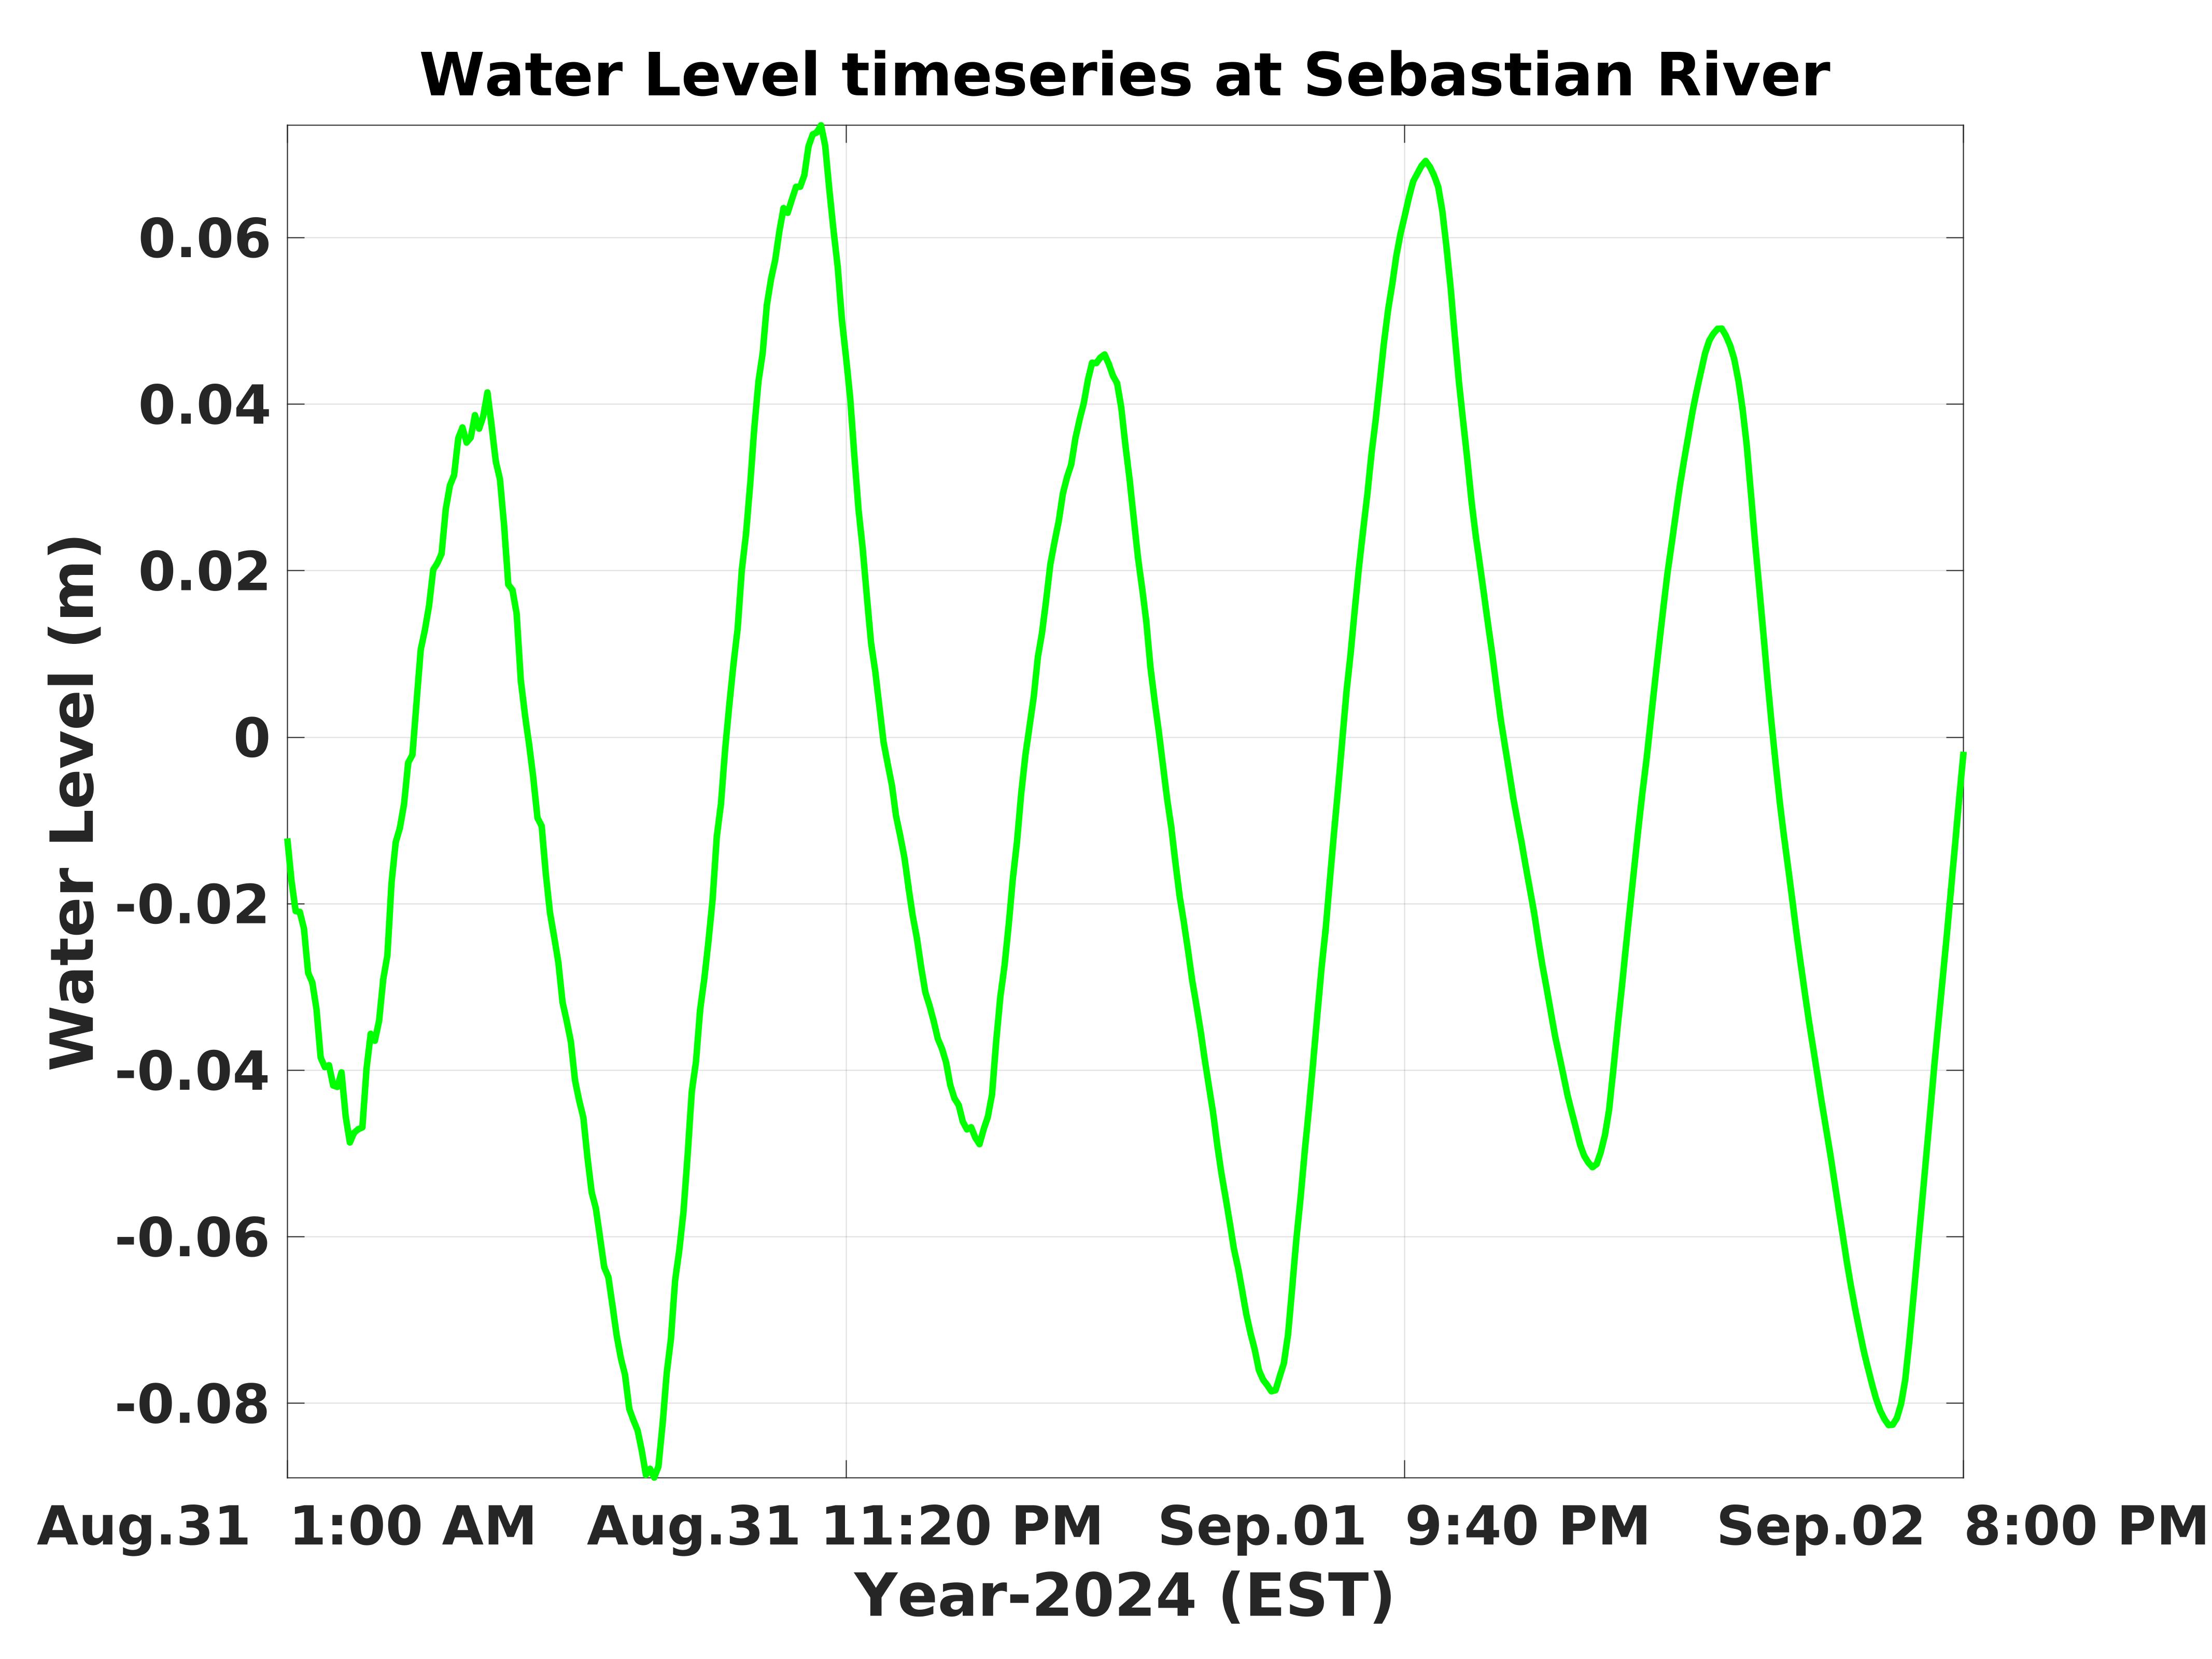 Water Level timeseries at Sebastian River
Water Level (m)
0.06
0.04
0.02
0
-0.02
-0.04
-0.06
-0.08
Aug.31  1:00 AM
Aug.31 11:20 PM
Sep.01  9:40 PM
Sep.02  8:00 PM
Year-2024 (EST)